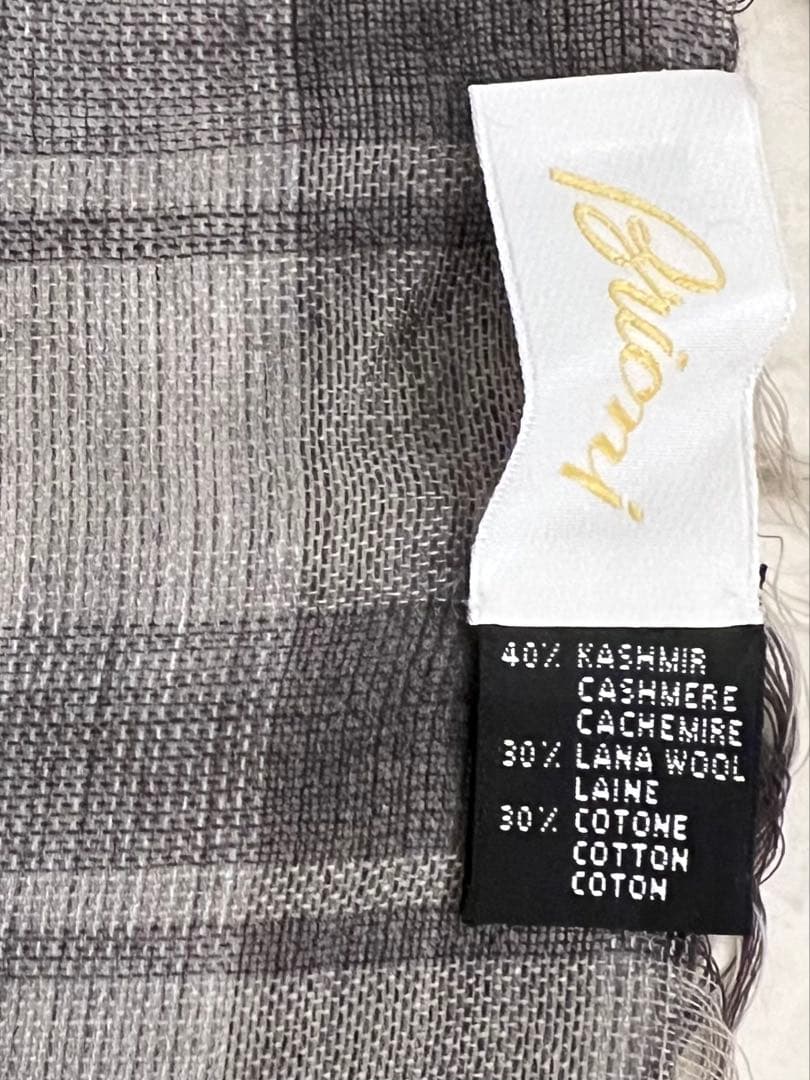 Brioni
40% KASHMIR
CASHMERE
CACHEMIRE
30% LANA WOOL
LAINE
30% COTONE
COTTON
COTON